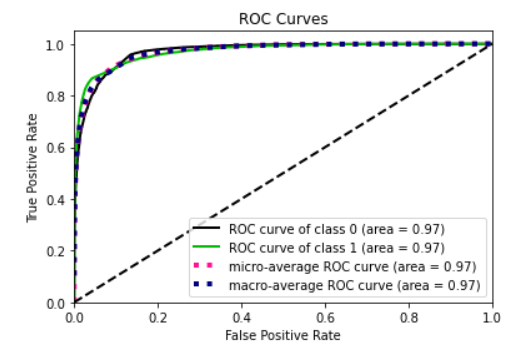 ROC Curves
1.0
0.8
0.6
0.4
0.2
0.0
True Positive Rate
ROC curve of class 0 (area = 0.97)
ROC curve of class 1 (area = 0.97)
micro-average ROC curve (area = 0.97)
macro-average ROC curve (area = 0.97)
0.0 0.2 0.4 0.6 0.8 1.0
False Positive Rate